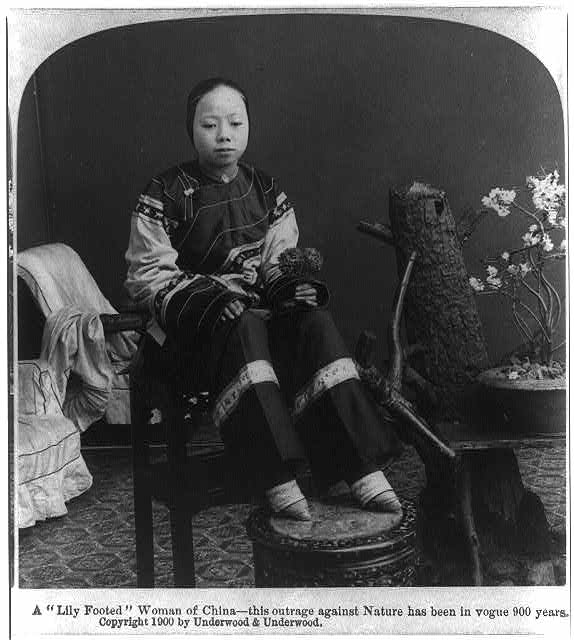 A "Lily Footed" Woman of China—this outrage against Nature has been in vogue 900 years.
Copyright 1900 by Underwood & Underwood.